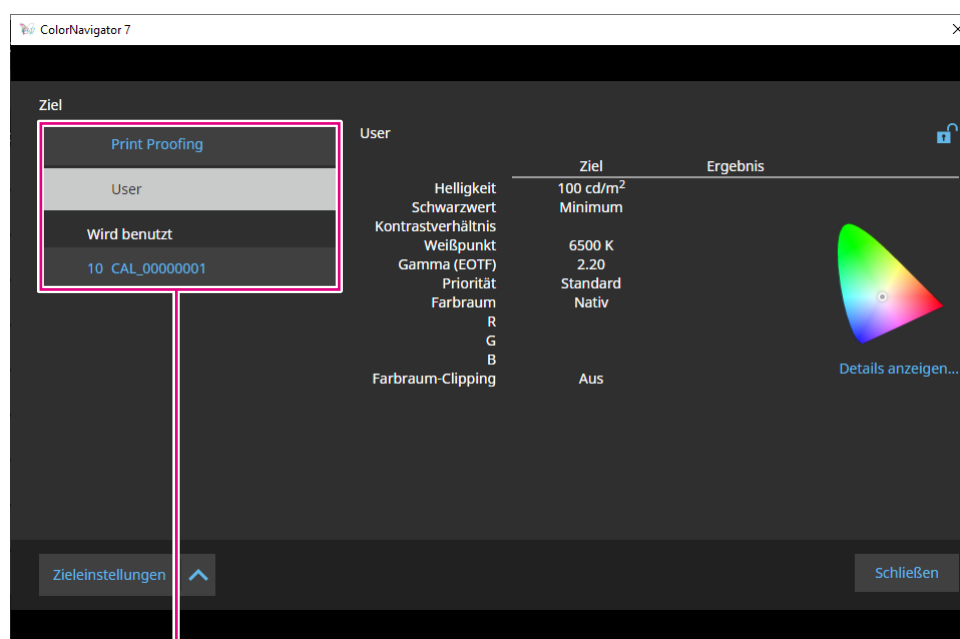 ColorNavigator 7
Ziel
Print Proofing
User
Wird benutzt
10 CAL_00000001
User
Ziel Ergebnis
Helligkeit 100 cd/m²
Schwarzwert Minimum
Kontrastverhältnis
Weißpunkt 6500 K
Gamma (EOTF) 2.20
Priorität Standard
Farbraum Nativ
R
G
B
Farbraum-Clipping Aus
Details anzeigen...
Zieleinstellungen
Schließen